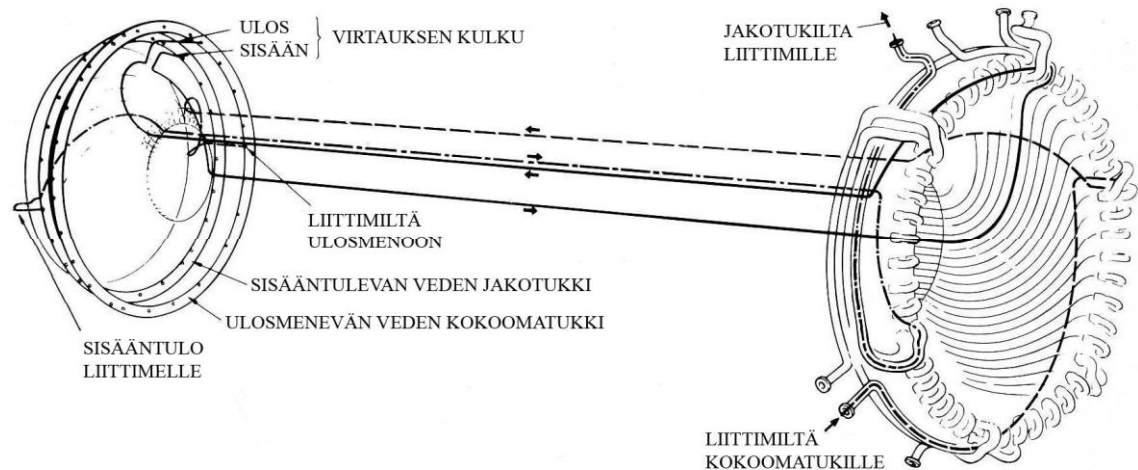 ULOS
SISÄÄN
VIRTAUKSEN KULKU
JAKOTUKILTA
LIITTIMILLE
LIITTIMILTÄ
ULOSMENOON
SISÄÄNTULEVAN VEDEN JAKOTUKKI
ULOSMENEVÄN VEDEN KOKOOMATUKKI
SISÄÄNTULO
LIITTIMELLE
LIITTIMILTÄ
KOKOOMATUKILLE